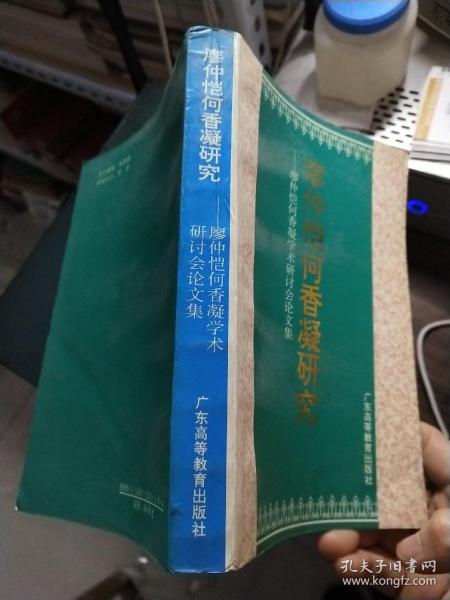 廖仲恺何香凝研究
——廖仲恺何香凝学术
研讨会论文集
广东高等教育出版社
廖仲恺何香凝研究
——廖仲恺何香凝学术研讨会论文集
广东高等教育出版社
孔夫子旧书网
www.kongfz.com